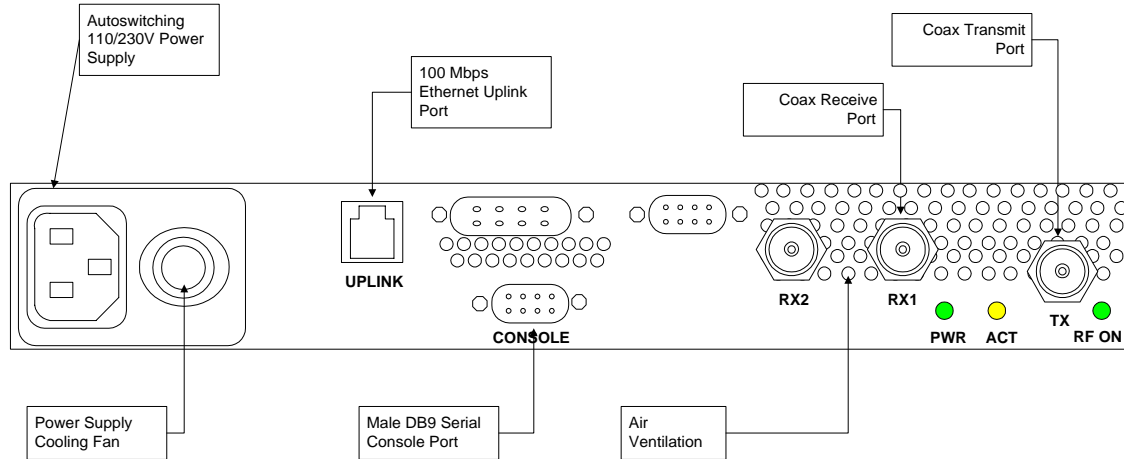 Autoswitching
110/230V Power
Supply
100 Mbps
Ethernet Uplink
Port
Coax Receive
Port
Coax Transmit
Port
UPLINK
CONSOLE
RX2
RX1
TX
PWR
ACT
RF ON
Power Supply
Cooling Fan
Male DB9 Serial
Console Port
Air
Ventilation